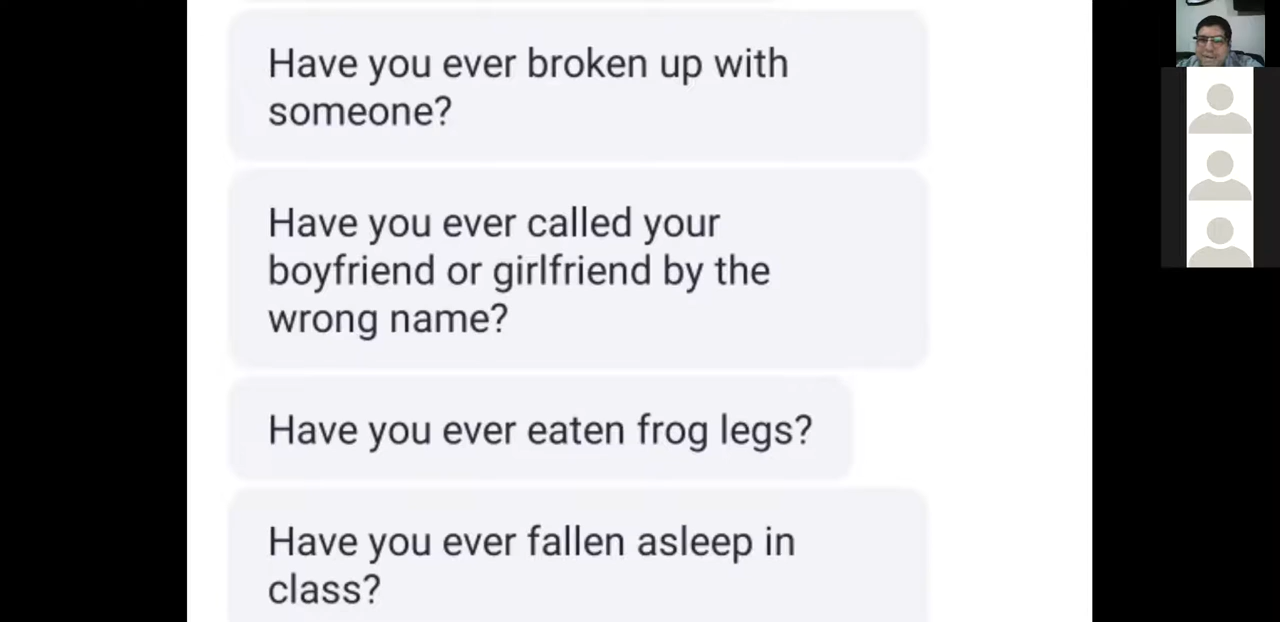 Have you ever broken up with
someone?
Have you ever called your
boyfriend or girlfriend by the
wrong name?
Have you ever eaten frog legs?
Have you ever fallen asleep in
class?